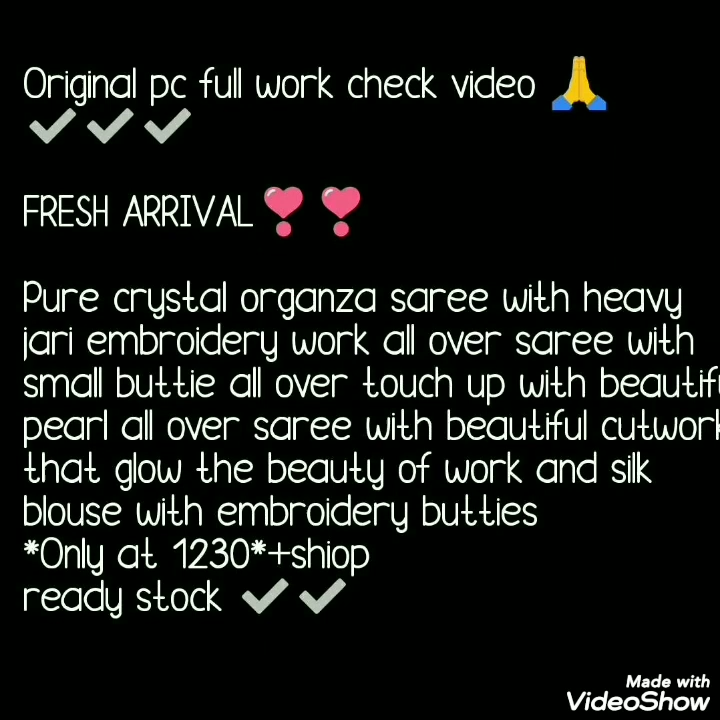 Original pc full work check video 🙏
✔✔✔
FRESH ARRIVAL❣❣
Pure crystal organza saree with heavy
jari embroidery work all over saree with
small buttie all over touch up with beautif
pearl all over saree with beautiful cutwork
that glow the beauty of work and silk
blouse with embroidery butties
*Only at 1230*+shiop
ready stock ✔✔
Made with
VideoShow